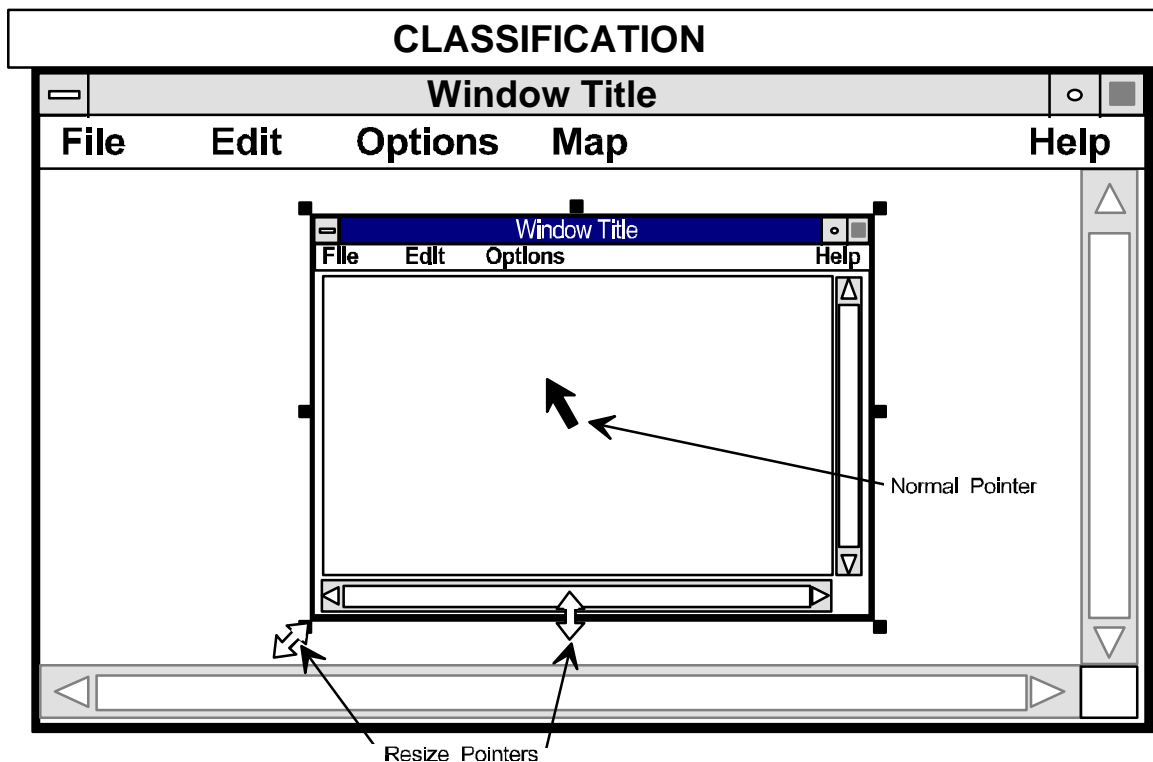 CLASSIFICATION
Window Title
File Edit Options Map Help
Window Title
File Edit Options Help
Normal Pointer
Resize Pointers